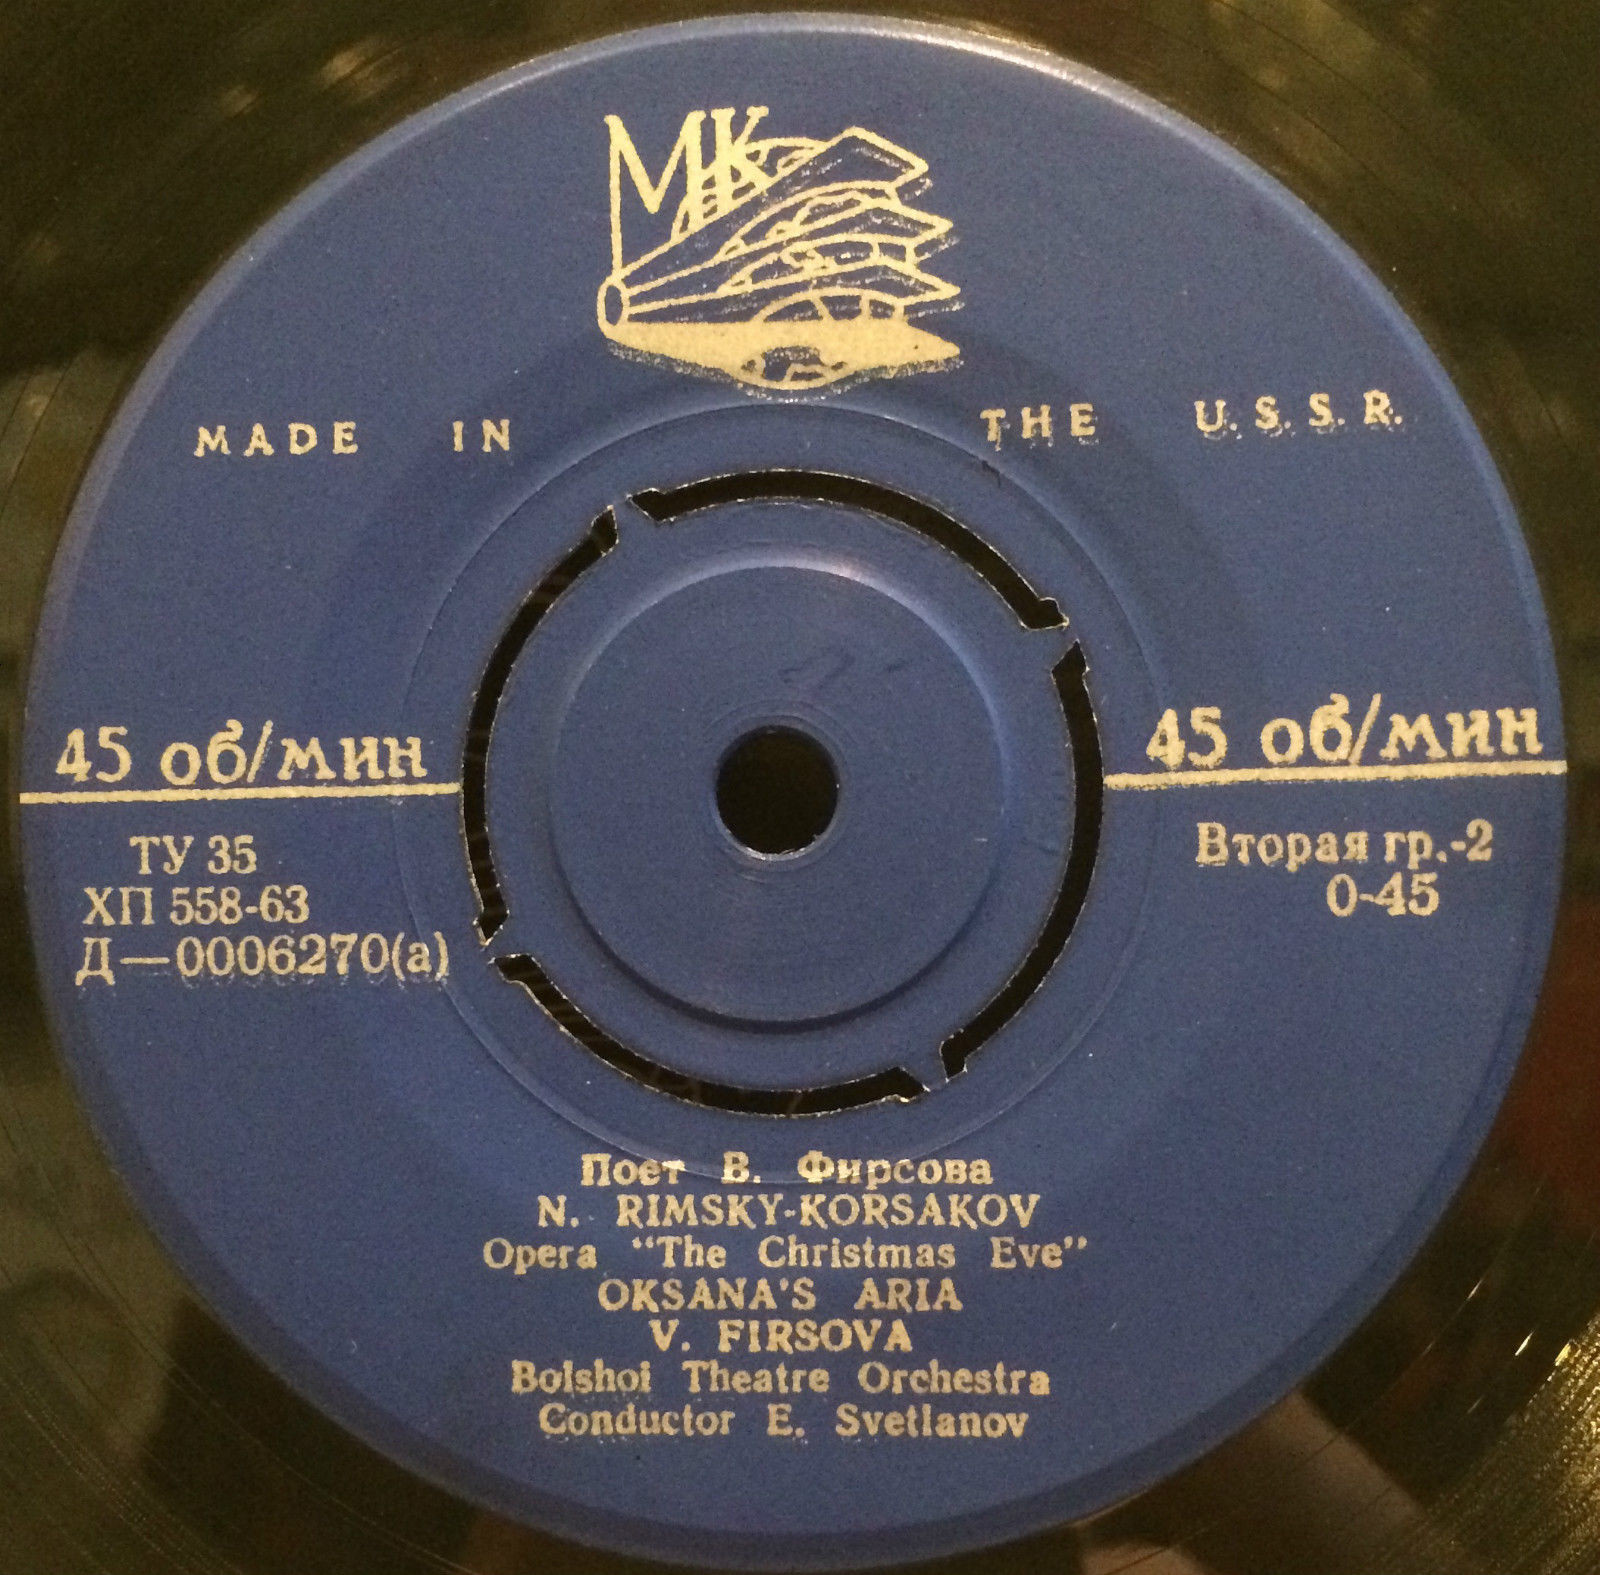 МК
MADE IN THE U.S.S.R.
45 об/мин
45 об/мин
ТУ 35
ХП 558-63
Д—0006270(а)
Вторая гр.-2
0-45
Поет В. Фирсова
N. RIMSKY-KORSAKOV
Opera "The Christmas Eve"
OKSANA'S ARIA
V. FIRSOVA
Bolshoi Theatre Orchestra
Conductor E. Svetlanov